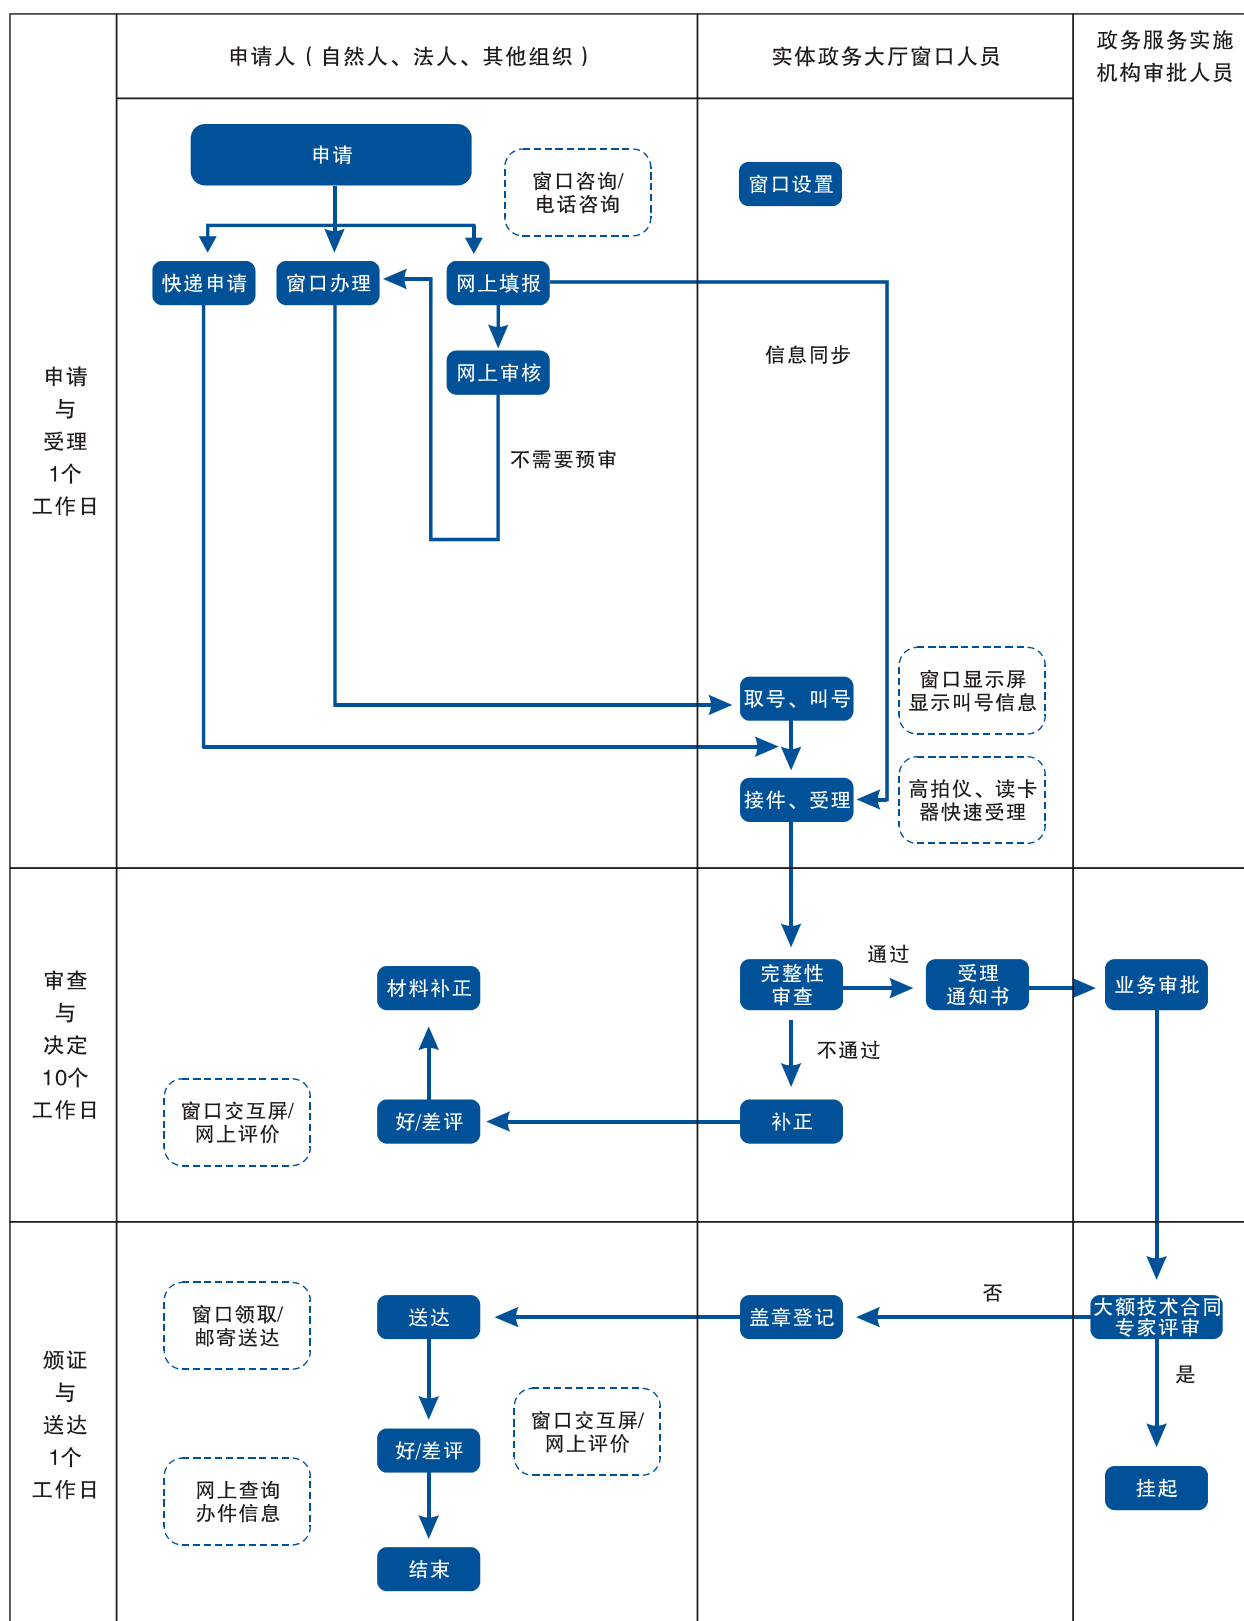 申请人（自然人、法人、其他组织）
实体政务大厅窗口人员
政务服务实施
机构审批人员
申请
与
受理
1个
工作日
申请
窗口咨询/
电话咨询
窗口设置
快递申请
窗口办理
网上填报
信息同步
网上审核
不需要预审
取号、叫号
窗口显示屏
显示叫号信息
接件、受理
高拍仪、读卡
器快速受理
审查
与
决定
10个
工作日
材料补正
完整性
审查
通过
受理
通知书
业务审批
不通过
窗口交互屏/
网上评价
好/差评
补正
颁证
与
送达
1个
工作日
窗口领取/
邮寄送达
送达
盖章登记
否
大额技术合同
专家评审
是
好/差评
窗口交互屏/
网上评价
网上查询
办件信息
挂起
结束